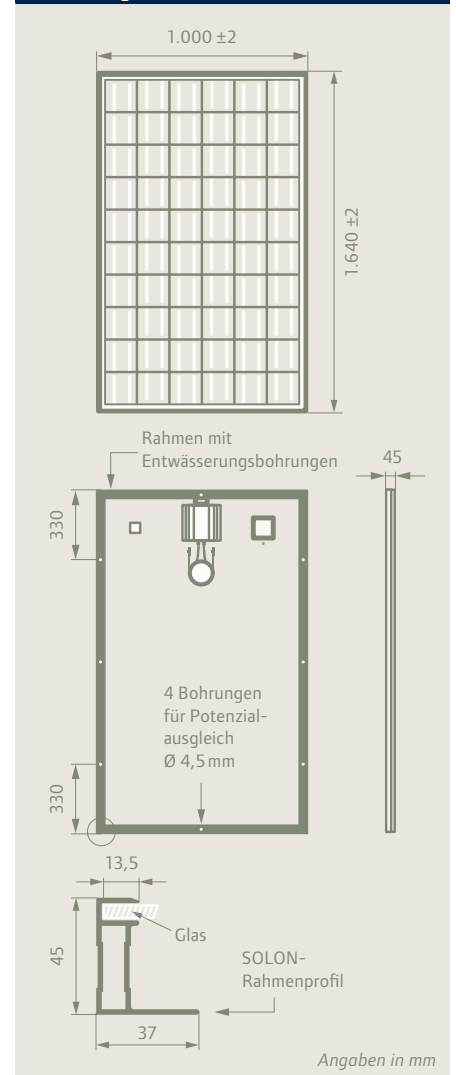 1.000 ±2
1.640 ±2
Rahmen mit
Entwässerungsbohrungen
45
330
4 Bohrungen
für Potenzial-
ausgleich
Ø 4,5 mm
330
13,5
Glas
45
SOLON-
Rahmenprofil
37
Angaben in mm